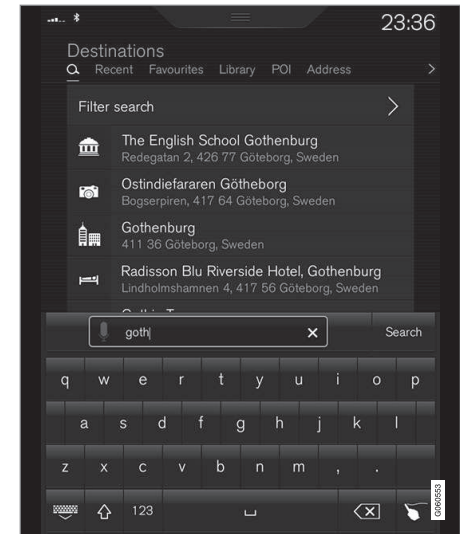 23:36
Destinations
Recent Favourites Library POI Address
Filter search
The English School Gothenburg
Redegatan 2, 426 77 Göteborg, Sweden
Ostindiefararen Götheborg
Bogserpiren, 417 64 Göteborg, Sweden
Gothenburg
411 36 Göteborg, Sweden
Radisson Blu Riverside Hotel, Gothenburg
Lindholmshamnen 4, 417 56 Göteborg, Sweden
goth Search
q w e r t y u i o p
a s d f g h j k l
z x c v b n m , .
123
G060553